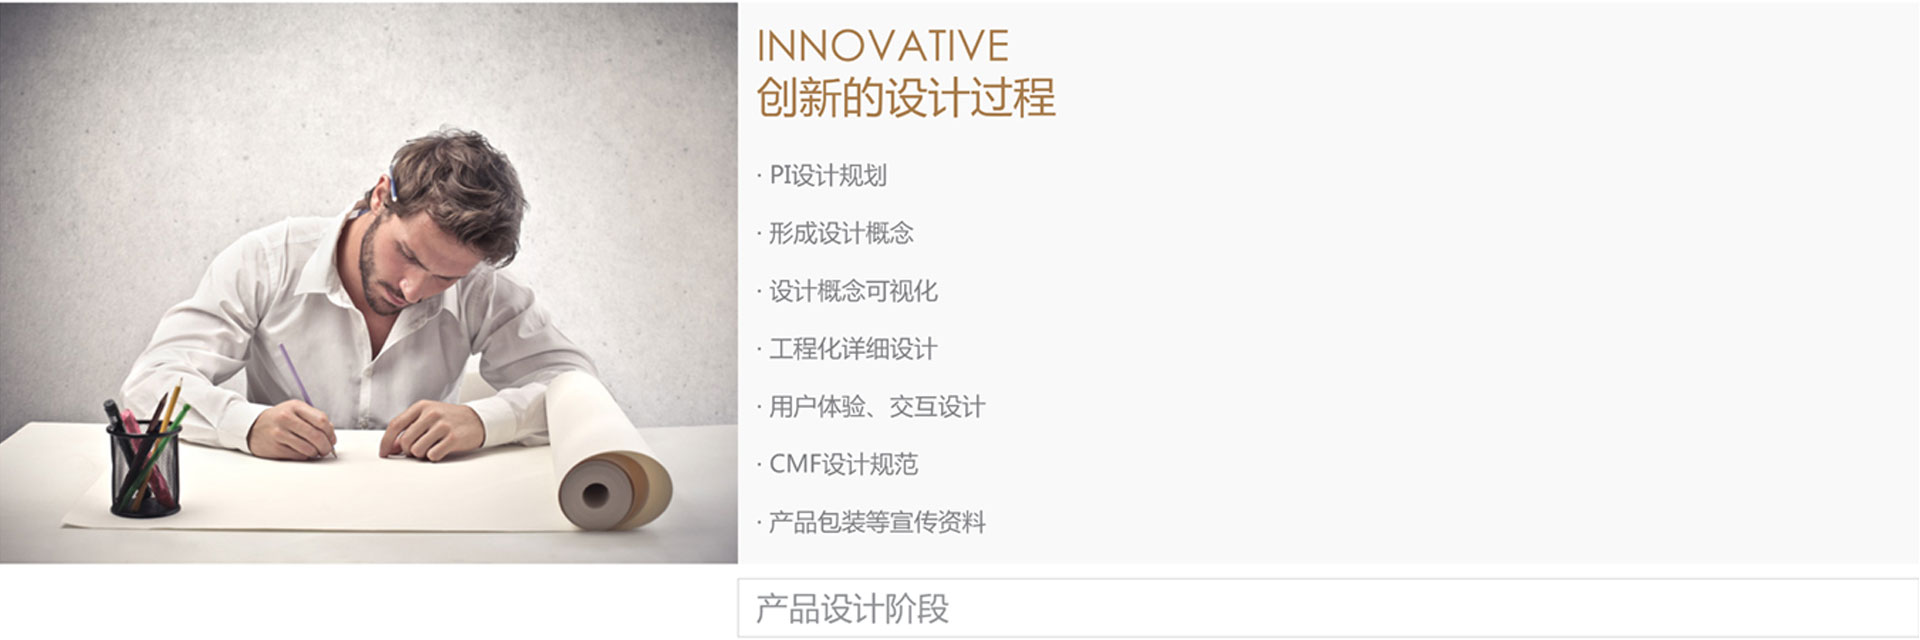 INNOVATIVE
创新的设计过程
· PI设计规划
· 形成设计概念
· 设计概念可视化
· 工程化详细设计
· 用户体验、交互设计
· CMF设计规范
· 产品包装等宣传资料
产品设计阶段